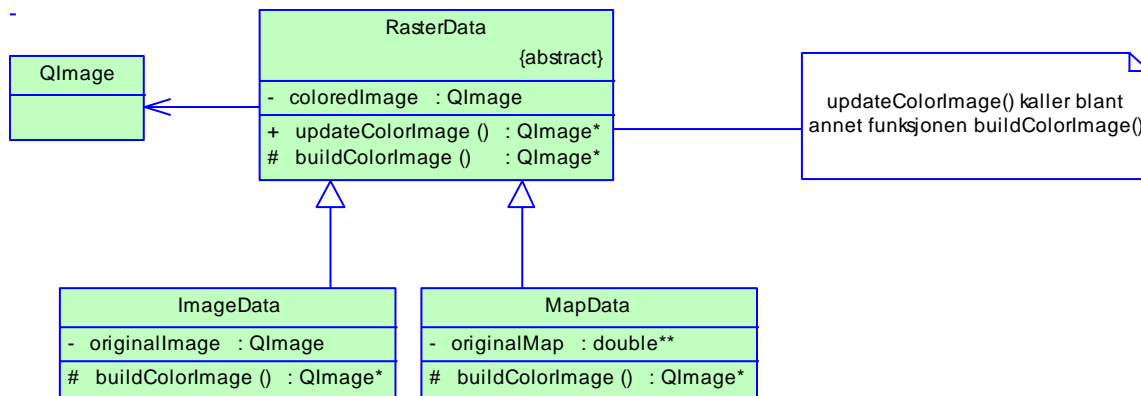 -
QImage
RasterData
{abstract}
- coloredImage : QImage
+ updateColorImage () : QImage*
# buildColorImage () : QImage*
updateColorImage() kaller blant
annet funksjonen buildColorImage()
ImageData
- originalImage : QImage
# buildColorImage () : QImage*
MapData
- originalMap : double**
# buildColorImage () : QImage*